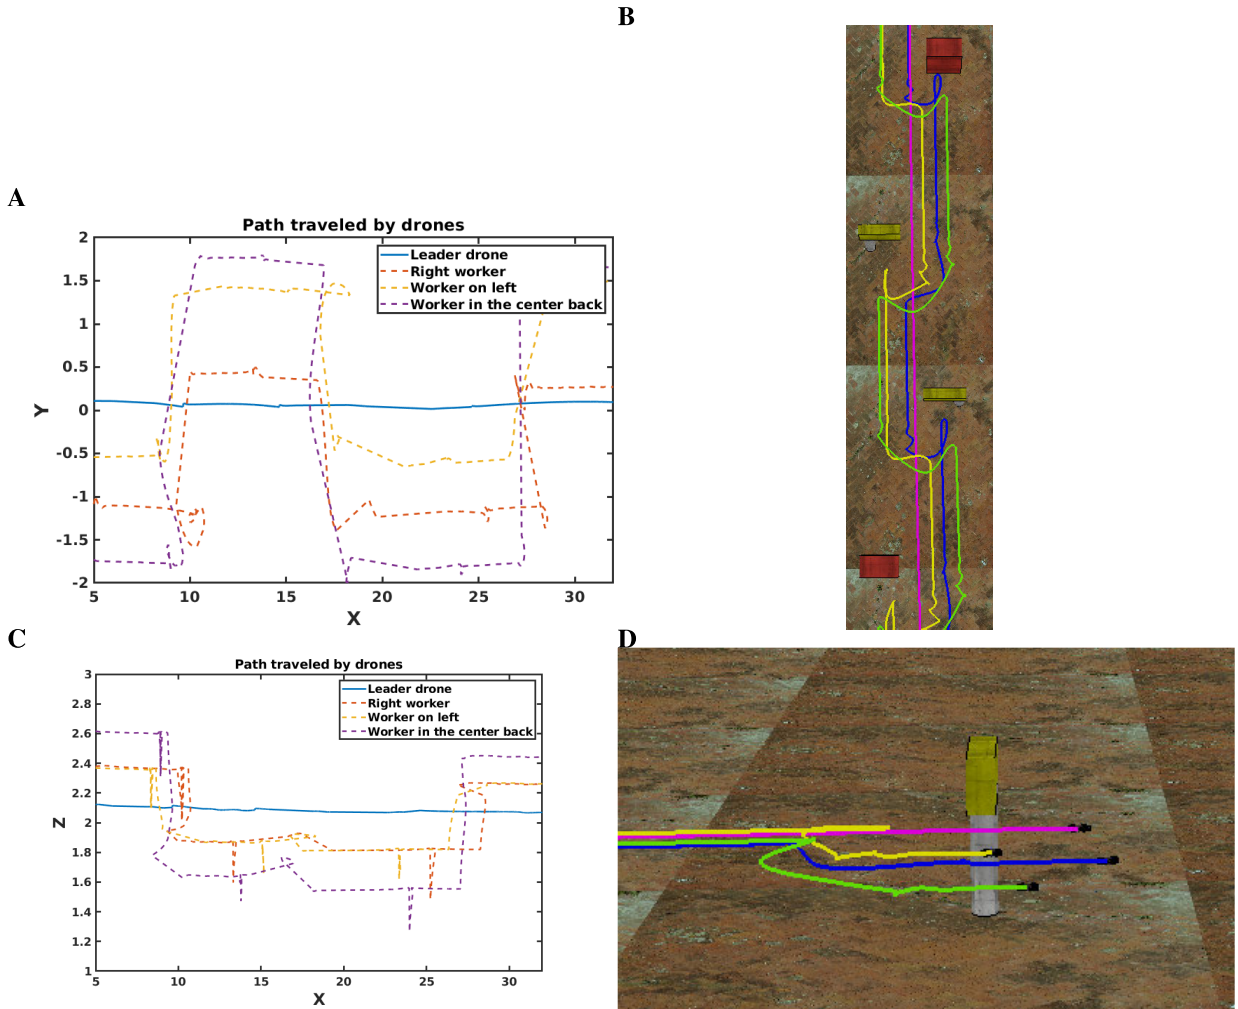 B
A
Path traveled by drones
2
1.5
1
0.5
0
-0.5
-1
-1.5
-2
Y
Leader drone
Right worker
Worker on left
Worker in the center back
5 10 15 20 25 30
X
C
D
Path traveled by drones
3
2.8
2.6
2.4
2.2
2
1.8
1.6
1.4
1.2
1
Z
Leader drone
Right worker
Worker on left
Worker in the center back
5 10 15 20 25 30
X